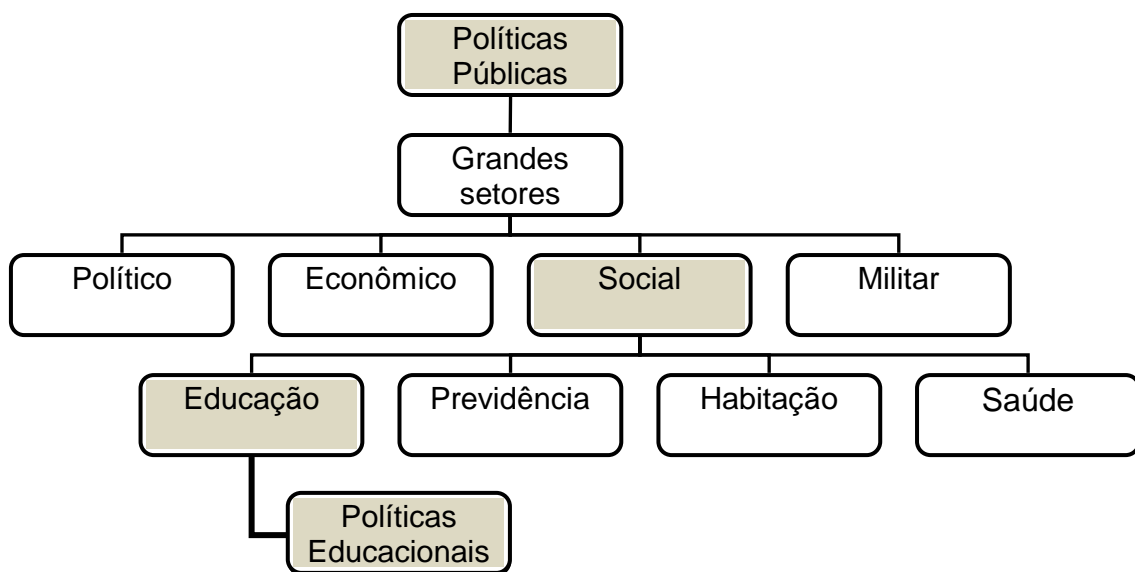 Políticas
Públicas
Grandes
setores
Político
Econômico
Social
Militar
Educação
Previdência
Habitação
Saúde
Políticas
Educacionais